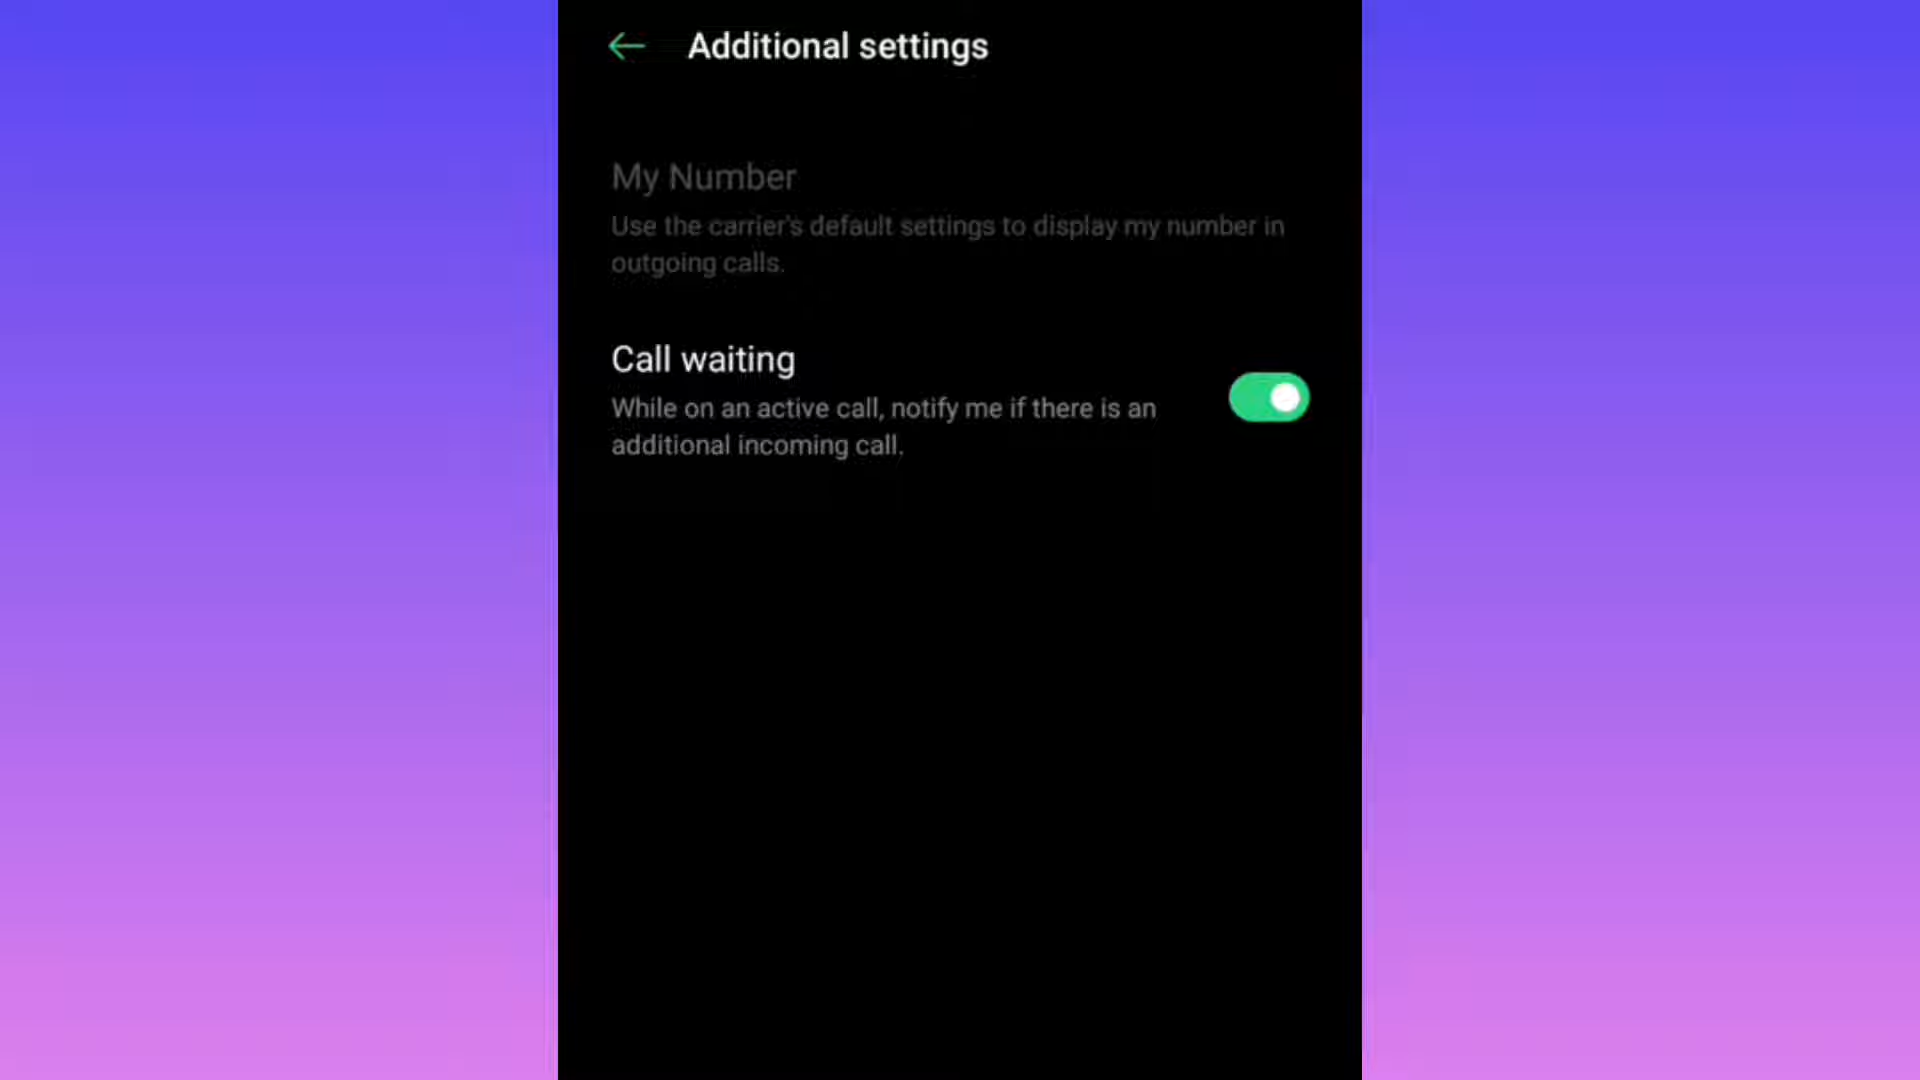 Additional settings
My Number
Use the carrier's default settings to display my number in
outgoing calls.
Call waiting
While on an active call, notify me if there is an
additional incoming call.